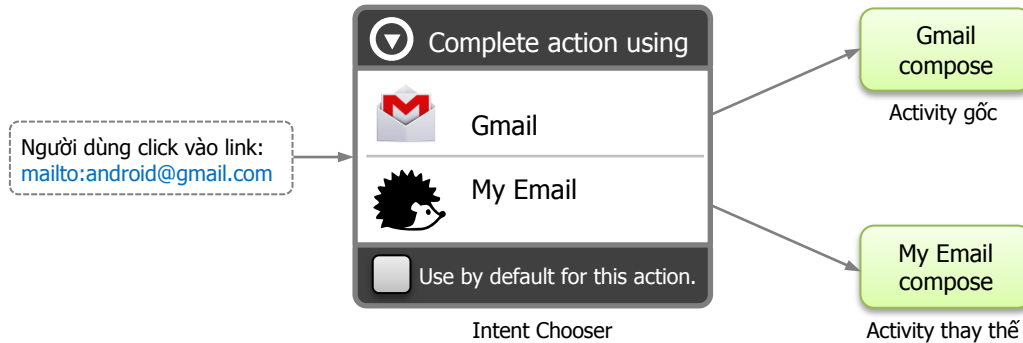 Người dùng click vào link:
mailto:android@gmail.com
Complete action using
Gmail
My Email
Use by default for this action.
Intent Chooser
Gmail
compose
Activity gốc
My Email
compose
Activity thay thế